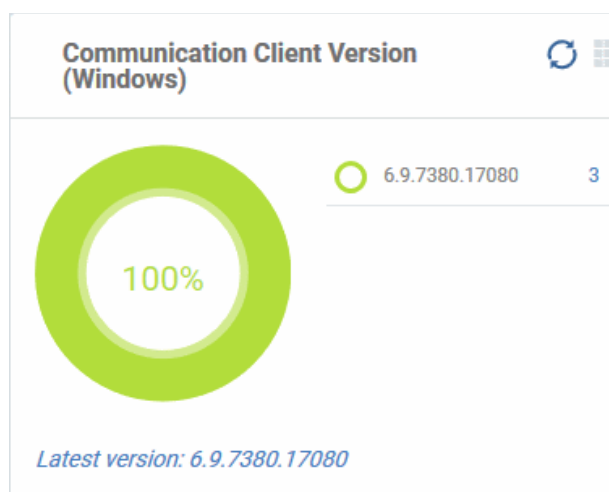 Communication Client Version
(Windows)
6.9.7380.17080 3
100%
Latest version: 6.9.7380.17080